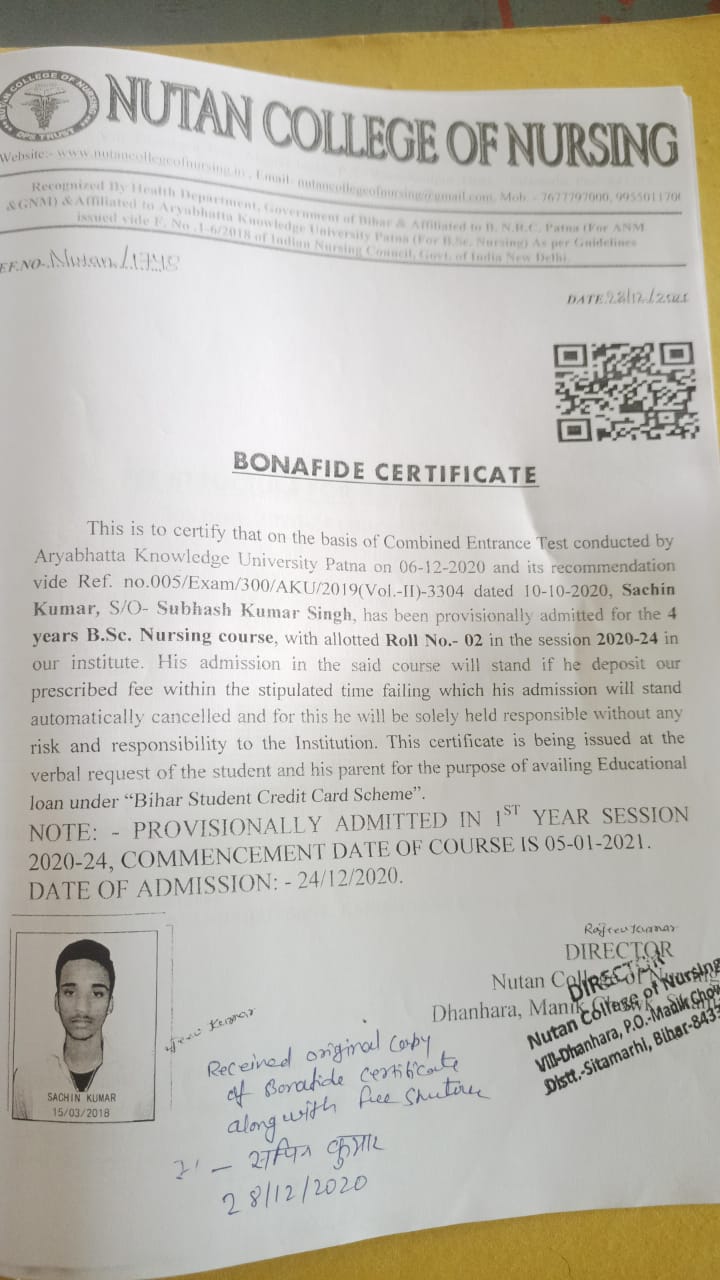 NUTAN COLLEGE OF NURSING
NUTAN COLLEGE OF NURSING
Website:- www.nutancollegeofnursing.in , Email: nutancollegeofnursing@gmail.com, Mob. - 7677797000,
Recognized By Health Department, Government of Bihar & Affiliated to B. N.R.C. Patna (For ANM
&GNM) & Affiliated to Aryabhatta Knowledge University Patna (For B.Sc. Nursing) As per Guidelines
issued vide F. No .1-6/2018 of Indian Nursing Council, Govt. of India New Delhi.
EF.NO-Nutan/
DATE 28/12/
BONAFIDE CERTIFICATE
This is to certify that on the basis of Combined Entrance Test conducted by
Aryabhatta Knowledge University Patna on 06-12-2020 and its recommendation
vide Ref. no.005/Exam/300/AKU/2019(Vol.-II)-3304 dated 10-10-2020, Sachin
Kumar, S/O- Subhash Kumar Singh, has been provisionally admitted for the 4
years B.Sc. Nursing course, with allotted Roll No.- 02 in the session 2020-24 in
our institute. His admission in the said course will stand if he deposit our
prescribed fee within the stipulated time failing which his admission will stand
automatically cancelled and for this he will be solely held responsible without any
risk and responsibility to the Institution. This certificate is being issued at the
verbal request of the student and his parent for the purpose of availing Educational
loan under “Bihar Student Credit Card Scheme”.
NOTE: - PROVISIONALLY ADMITTED IN 1ST YEAR SESSION
2020-24, COMMENCEMENT DATE OF COURSE IS 05-01-2021.
DATE OF ADMISSION: - 24/12/2020.
Rajeev Kumar
DIRECTOR
Nutan College of Nursing
Dhanhara, Manik
DIRECTOR
Nutan College of Nursing
Vill-Dhanhara, P.O.-Manik Chow
Distt.-Sitamarhi, Bihar-8433
Kumar
SACHIN KUMAR
15/03/2018
Received original copy
of Bonafide certificate
along with fee
सचिन कुमार
28/12/2020